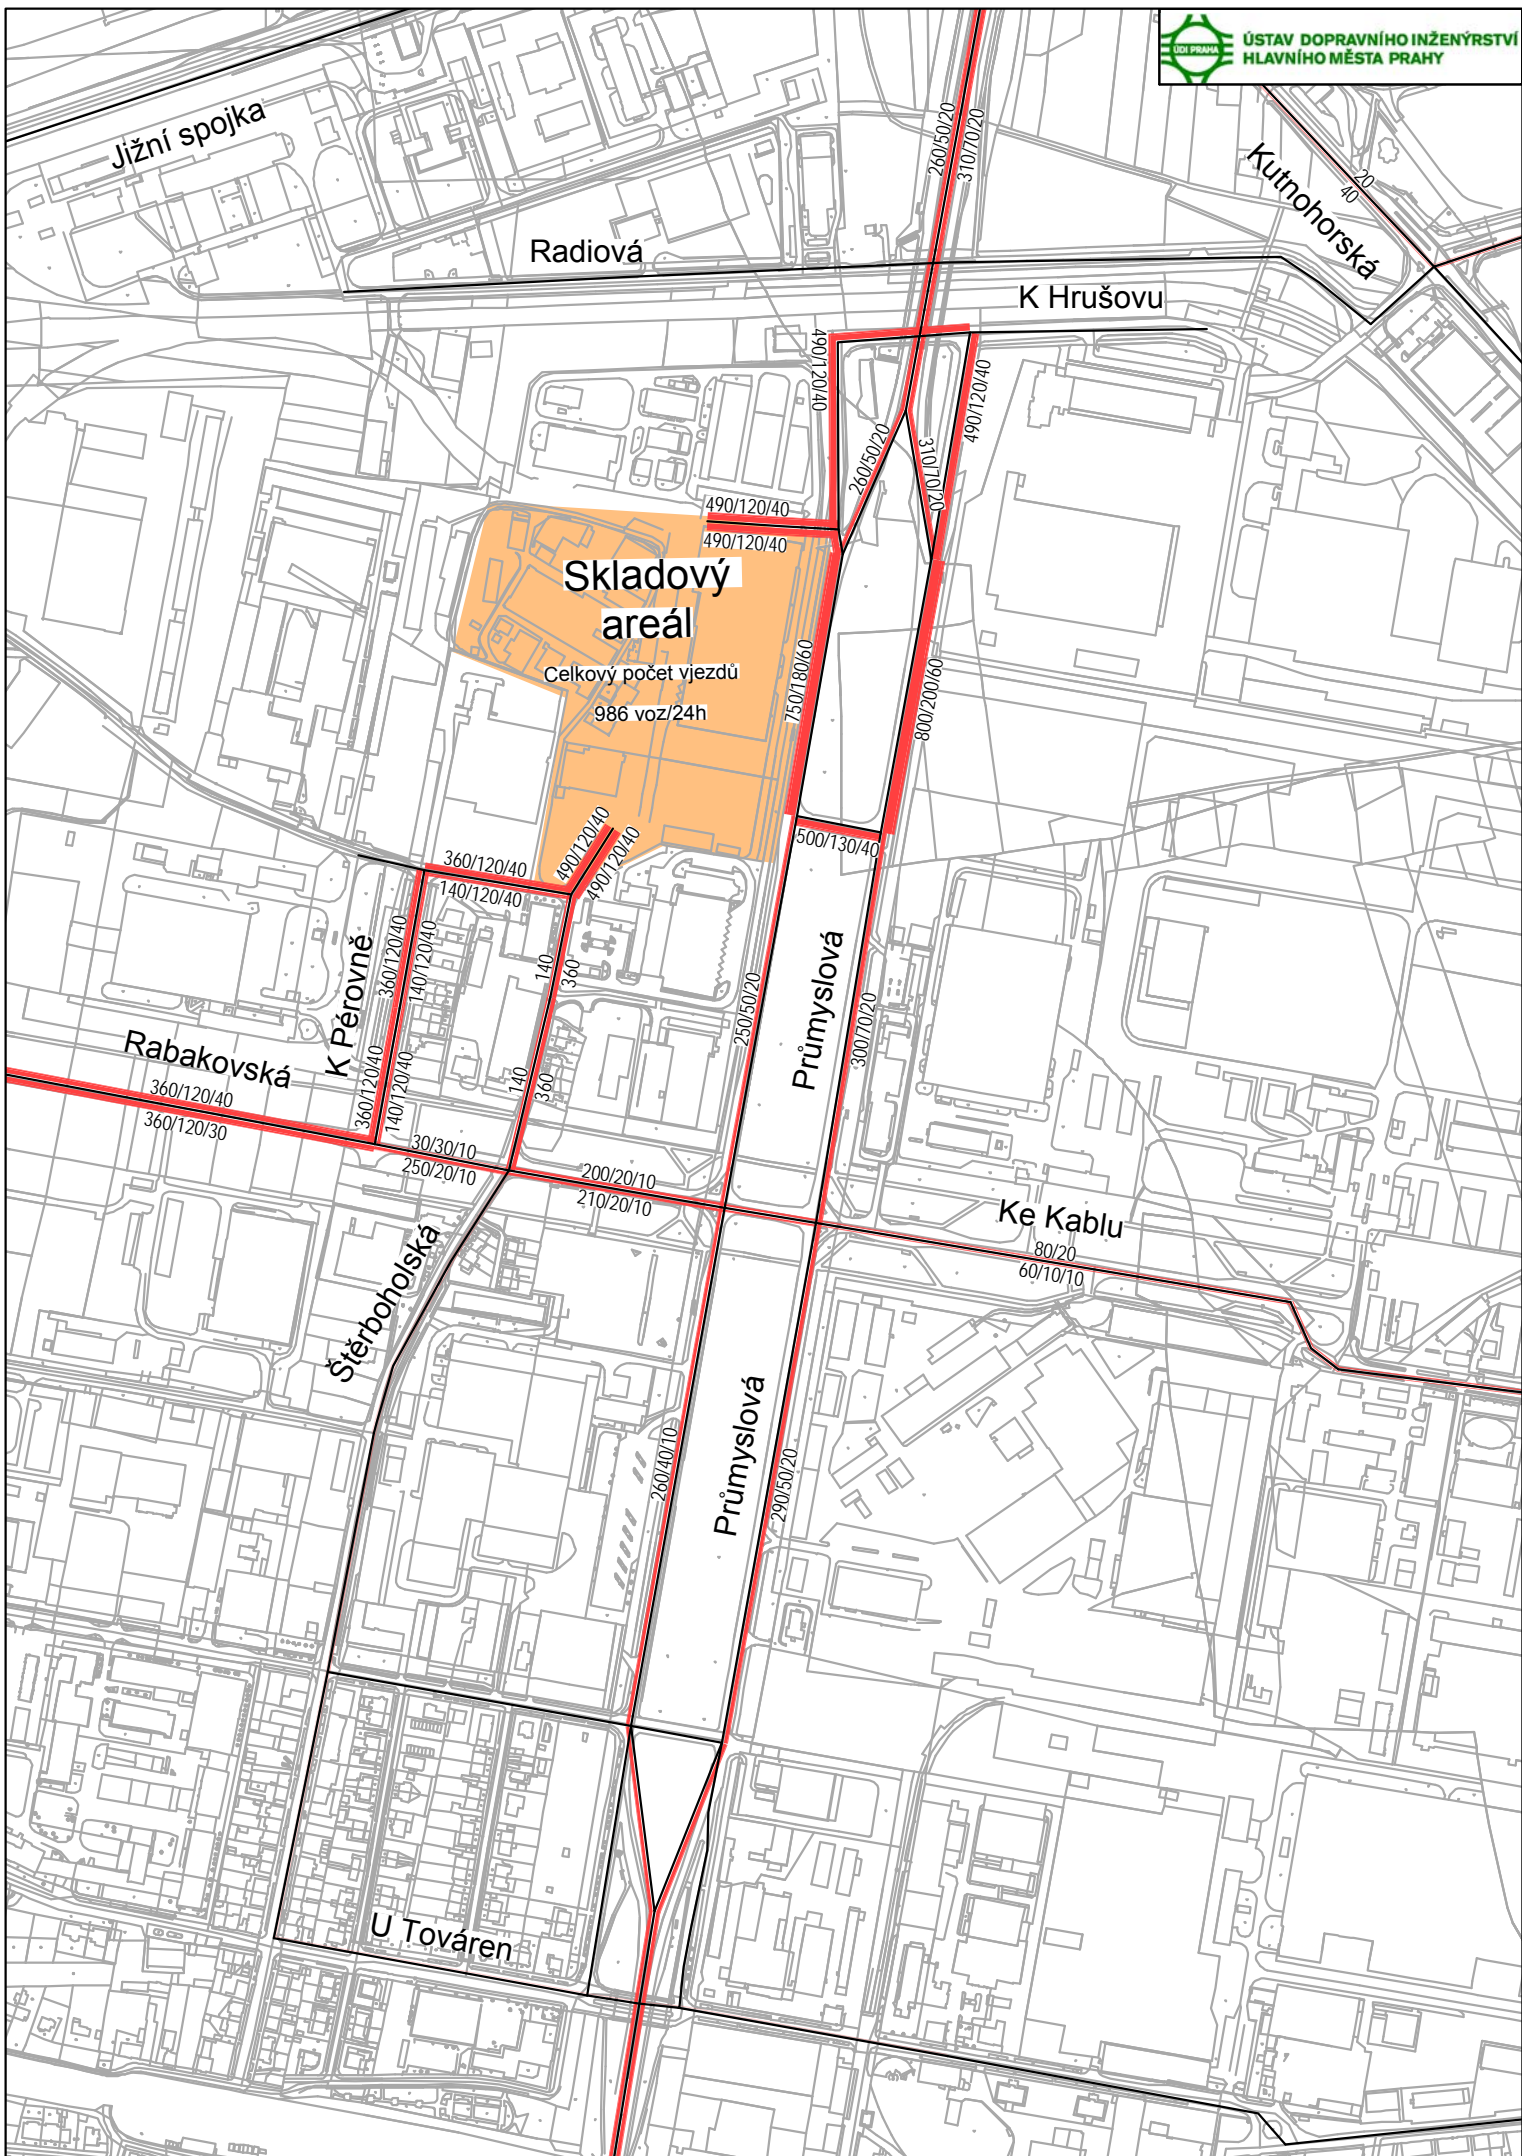 ÚDI PRAHA
ÚSTAV DOPRAVNÍHO INŽENÝRSTVÍ
HLAVNÍHO MĚSTA PRAHY
Jižní spojka
260/50/20
310/70/20
Kutnohorská
20
40
Radiová
K Hrušovu
490/120/40
490/120/40
260/50/20
310/70/20
490/120/40
490/120/40
Skladový
areál
Celkový počet vjezdů
986 voz/24h
750/180/60
800/200/60
500/130/40
490/120/40
490/120/40
360/120/40
140/120/40
360/120/40
140/120/40
140
360
K Pérovně
250/50/20
Průmyslová
300/70/20
Rabakovská
360/120/40
360/120/30
360/120/40
140/120/40
140
360
30/30/10
250/20/10
200/20/10
210/20/10
Ke Kablu
80/20
60/10/10
Štěrboholská
260/40/10
Průmyslová
290/50/20
U Továren